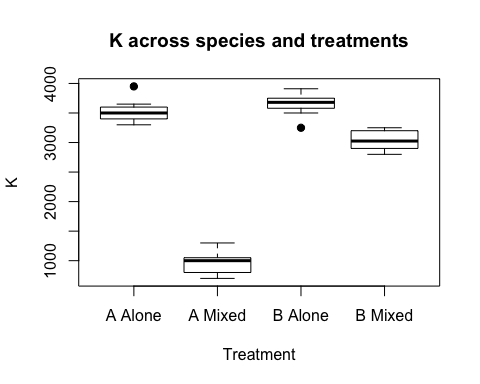 K across species and treatments
4000
3000
2000
1000
K
A Alone A Mixed B Alone B Mixed
Treatment